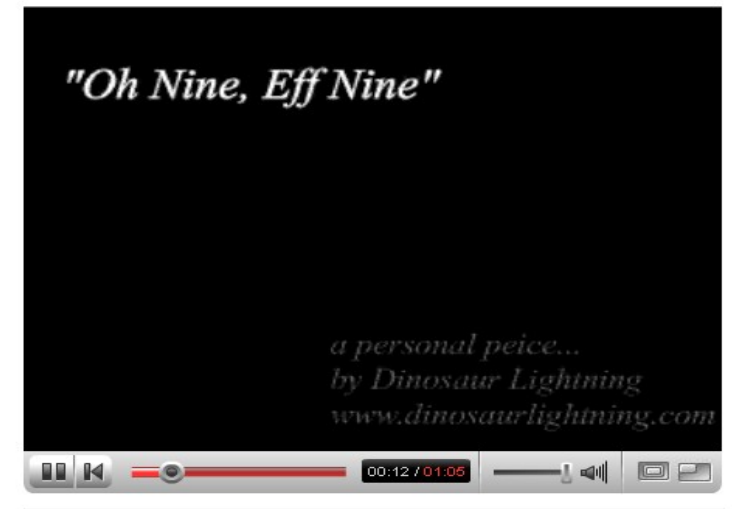 "Oh Nine, Eff Nine"
a personal peice...
by Dinosaur Lightning
www.dinosaurlightning.com
00:12 / 01:05